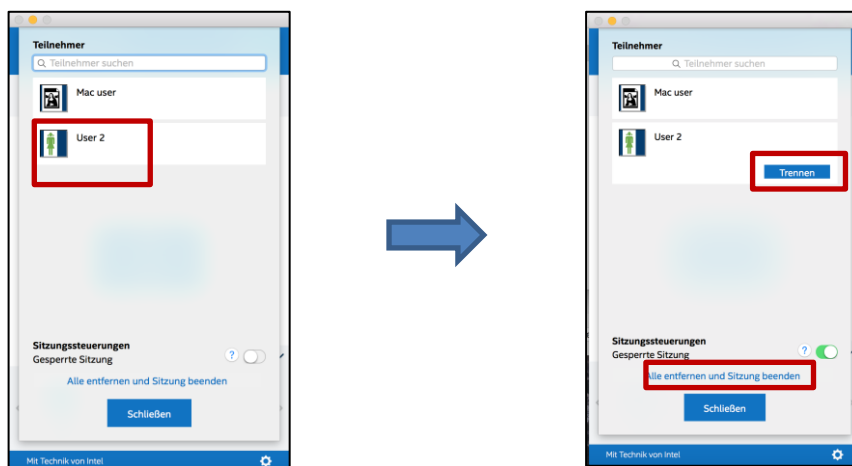 Teilnehmer
Teilnehmer suchen
Mac user
User 2
Sitzungssteuerungen
Gesperrte Sitzung
?
Alle entfernen und Sitzung beenden
Schließen
Mit Technik von Intel
Teilnehmer
Teilnehmer suchen
Mac user
User 2
Trennen
Sitzungssteuerungen
Gesperrte Sitzung
?
Alle entfernen und Sitzung beenden
Schließen
Mit Technik von Intel